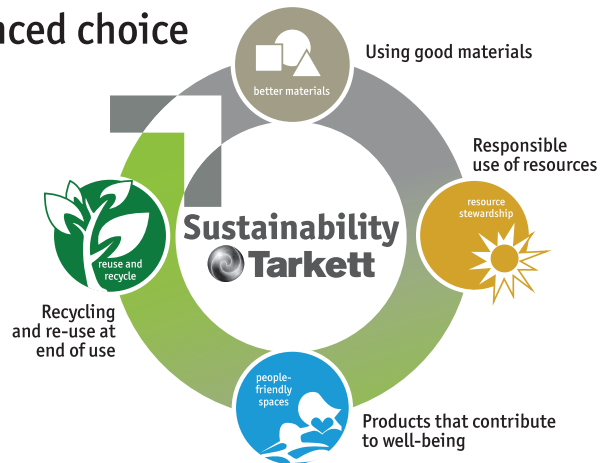 choice
Using good materials
better materials
Responsible
use of resources
resource
stewardship
Sustainability
Tarkett
reuse and
recycle
Recycling
and re-use at
end of use
people-
friendly
spaces
Products that contribute
to well-being